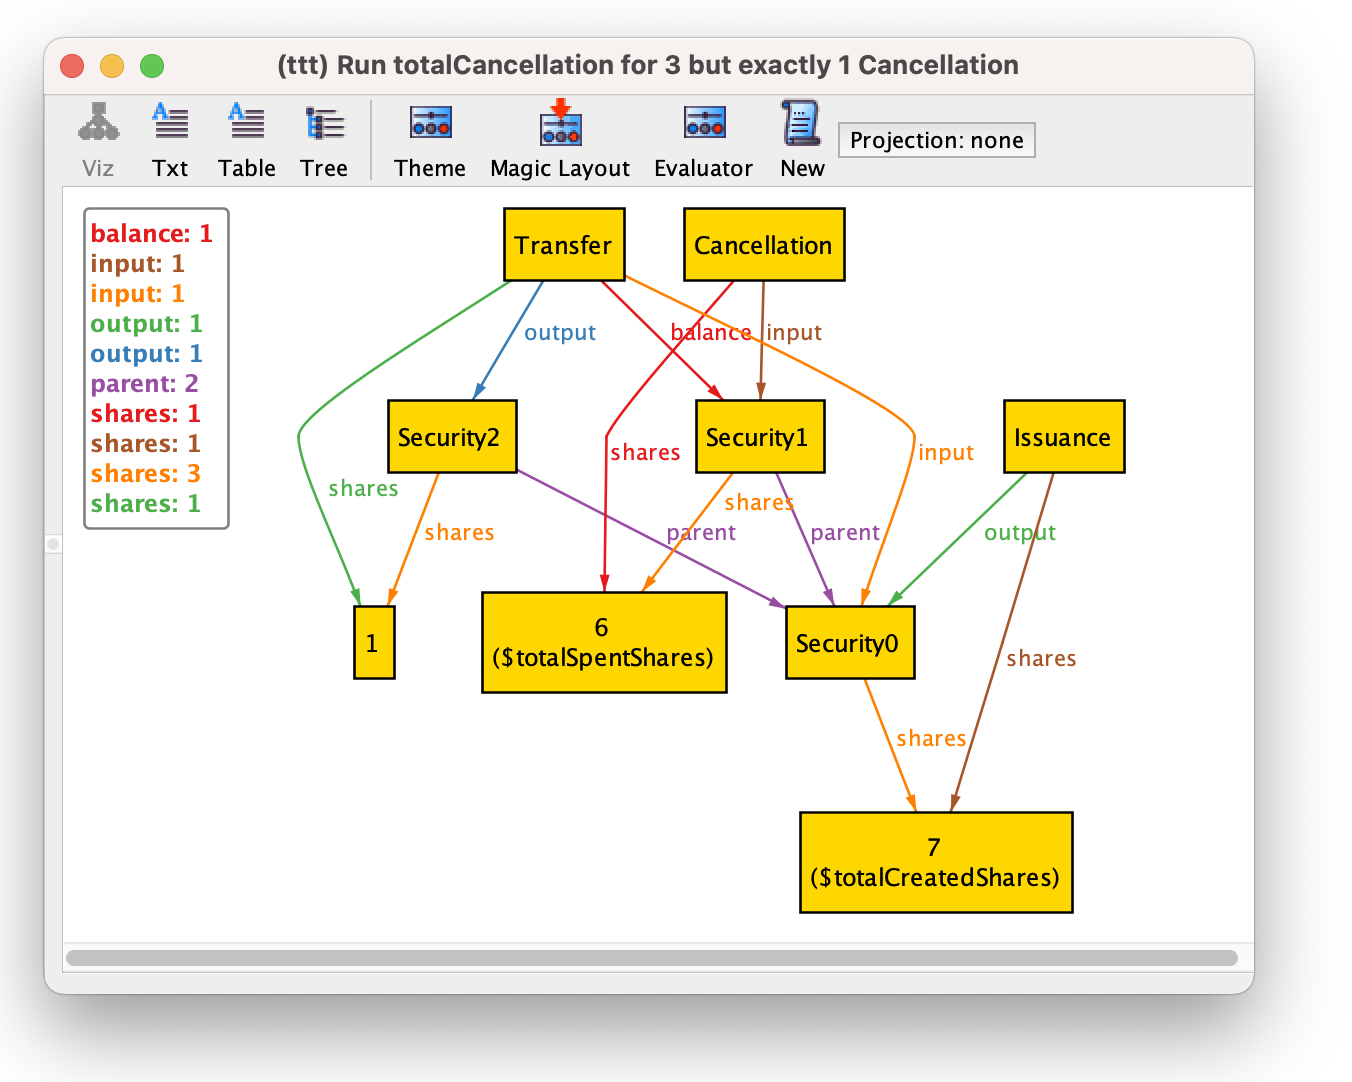 (ttt) Run totalCancellation for 3 but exactly 1 Cancellation
Viz
Txt
Table
Tree
Theme
Magic Layout
Evaluator
New
Projection: none
balance: 1
input: 1
input: 1
output: 1
output: 1
parent: 2
shares: 1
shares: 1
shares: 3
shares: 1
Transfer
Cancellation
output
balance
input
Security2
Security1
Issuance
shares
input
shares
shares
shares
parent
parent
output
1
6
($totalSpentShares)
Security0
shares
shares
7
($totalCreatedShares)